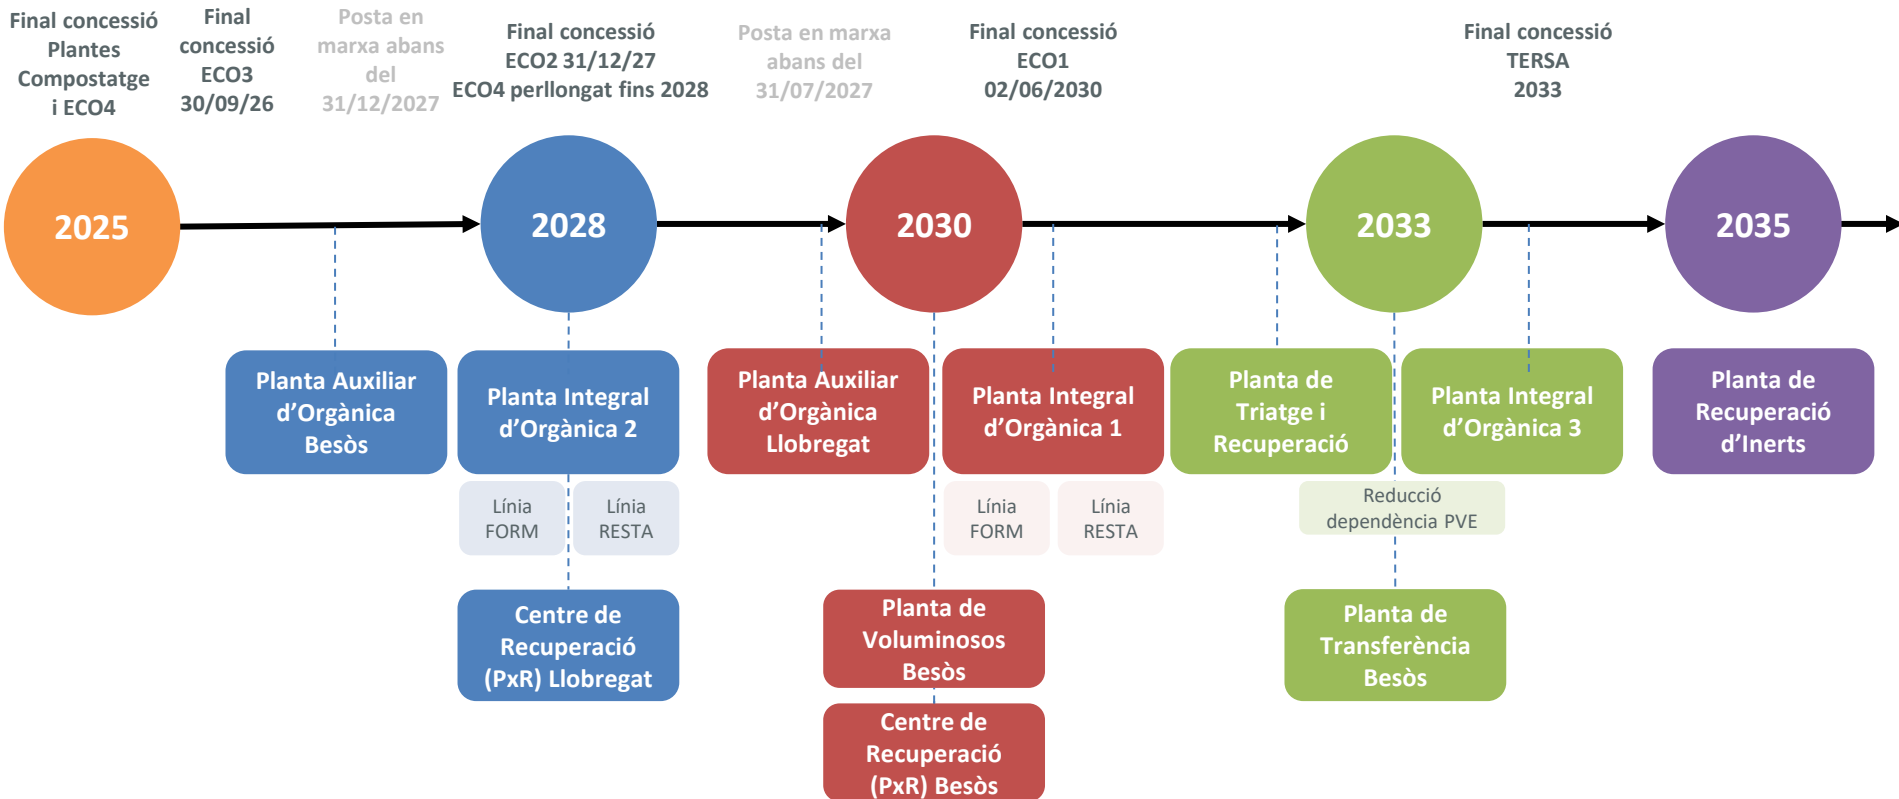 Final concessió
Plantes
Compostatge
i ECO4
Final
concessió
ECO3
30/09/26
Posta en
marxa abans
del
31/12/2027
Final concessió
ECO2 31/12/27
ECO4 perllongat fins 2028
Posta en marxa
abans del
31/07/2027
Final concessió
ECO1
02/06/2030
Final concessió
TERSA
2033
2025
2028
2030
2033
2035
Planta Auxiliar
d’Orgànica
Besòs
Planta Integral
d’Orgànica 2
Planta Auxiliar
d’Orgànica
Llobregat
Planta Integral
d’Orgànica 1
Planta de
Triatge i
Recuperació
Planta Integral
d’Orgànica 3
Planta de
Recuperació
d’Inerts
Línia
FORM
Línia
RESTA
Línia
FORM
Línia
RESTA
Reducció
dependència PVE
Centre de
Recuperació
(PxR) Llobregat
Planta de
Voluminosos
Besòs
Planta de
Transferència
Besòs
Centre de
Recuperació
(PxR) Besòs